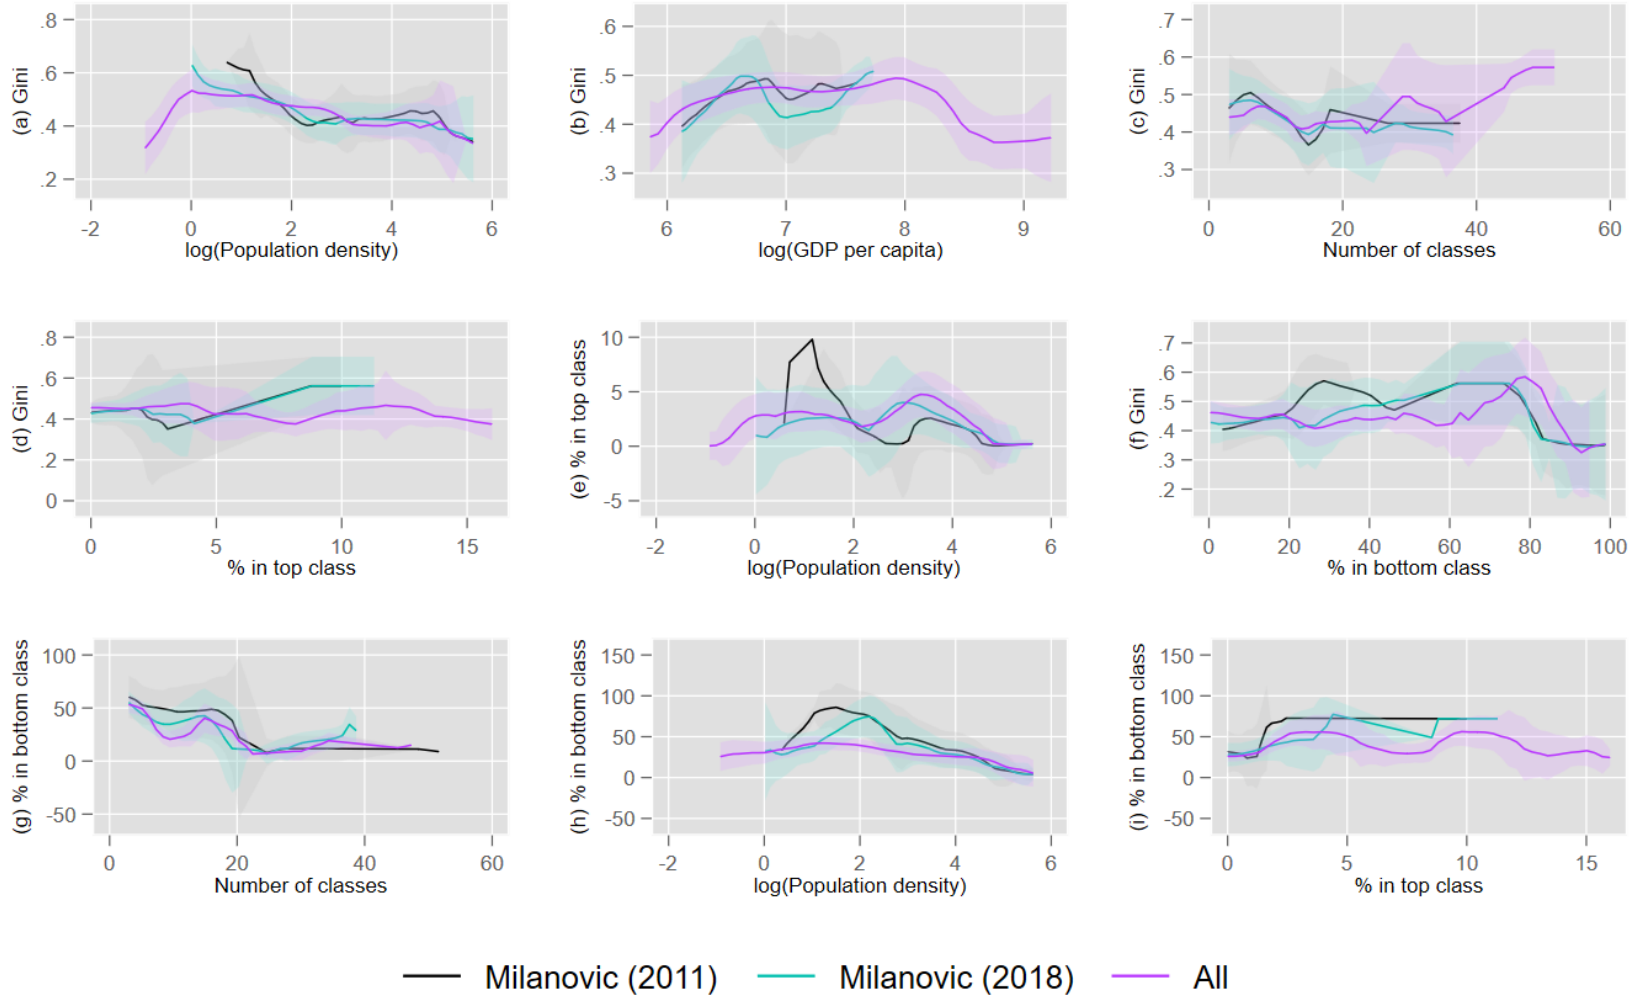 (a) Gini
.8
.6
.4
.2
-2 0 2 4 6
log(Population density)
(b) Gini
.6
.5
.4
.3
6 7 8 9
log(GDP per capita)
(c) Gini
.7
.6
.5
.4
.3
0 20 40 60
Number of classes
(d) Gini
.8
.6
.4
.2
0
0 5 10 15
% in top class
(e) % in top class
10
5
0
-5
-2 0 2 4 6
log(Population density)
(f) Gini
.7
.6
.5
.4
.3
.2
0 20 40 60 80 100
% in bottom class
(g) % in bottom class
100
50
0
-50
0 20 40 60
Number of classes
(h) % in bottom class
150
100
50
0
-50
-2 0 2 4 6
log(Population density)
(i) % in bottom class
150
100
50
0
-50
0 5 10 15
% in top class
Milanovic (2011) Milanovic (2018) All